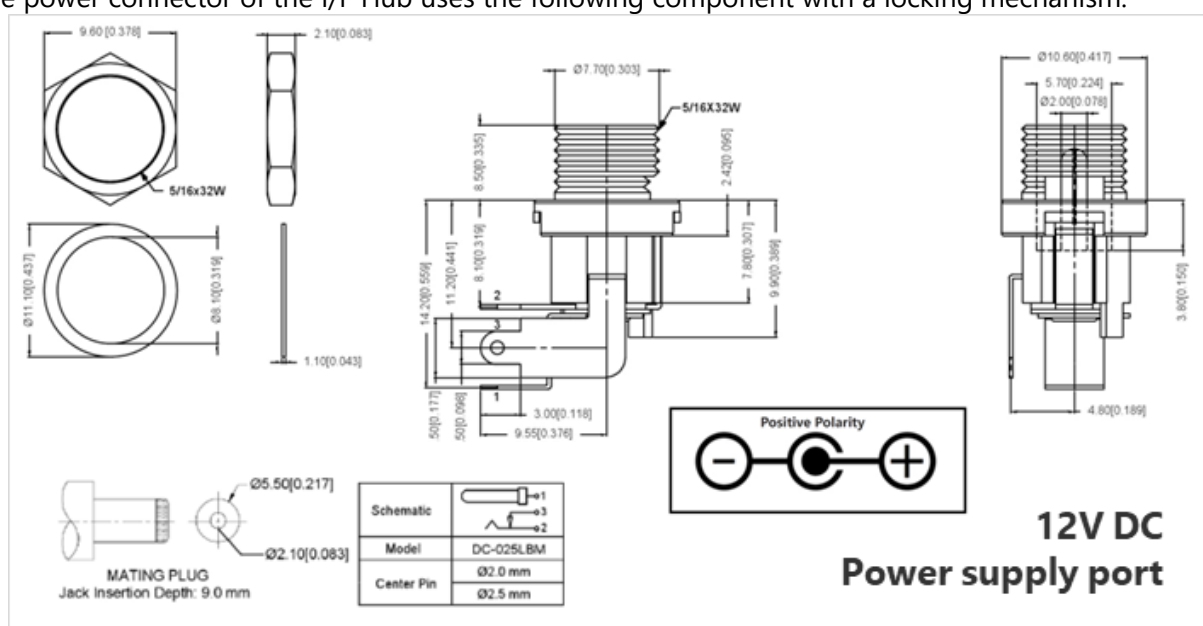 e power connector of the I/F Hub uses the following component with a locking mechanism.
9.60 [0.378]
2.10[0.083]
5/16x32W
Ø11.10[0.437]
Ø8.10[0.319]
1.10[0.043]
Ø7.70[0.303]
5/16X32W
8.50[0.335]
2.42[0.095]
14.20[0.559]
11.20[0.441]
8.10[0.319]
7.80[0.307]
9.90[0.389]
2
3
1
50[0.177]
50[0.098]
3.00[0.118]
9.55[0.376]
Ø10.60[0.417]
5.70[0.224]
Ø2.00[0.078]
3.80[0.150]
4.80[0.189]
Positive Polarity
Ø5.50[0.217]
Ø2.10[0.083]
MATING PLUG
Jack Insertion Depth: 9.0 mm
Schematic
1
3
2
Model DC-025LBM
Center Pin Ø2.0 mm
Ø2.5 mm
12V DC
Power supply port